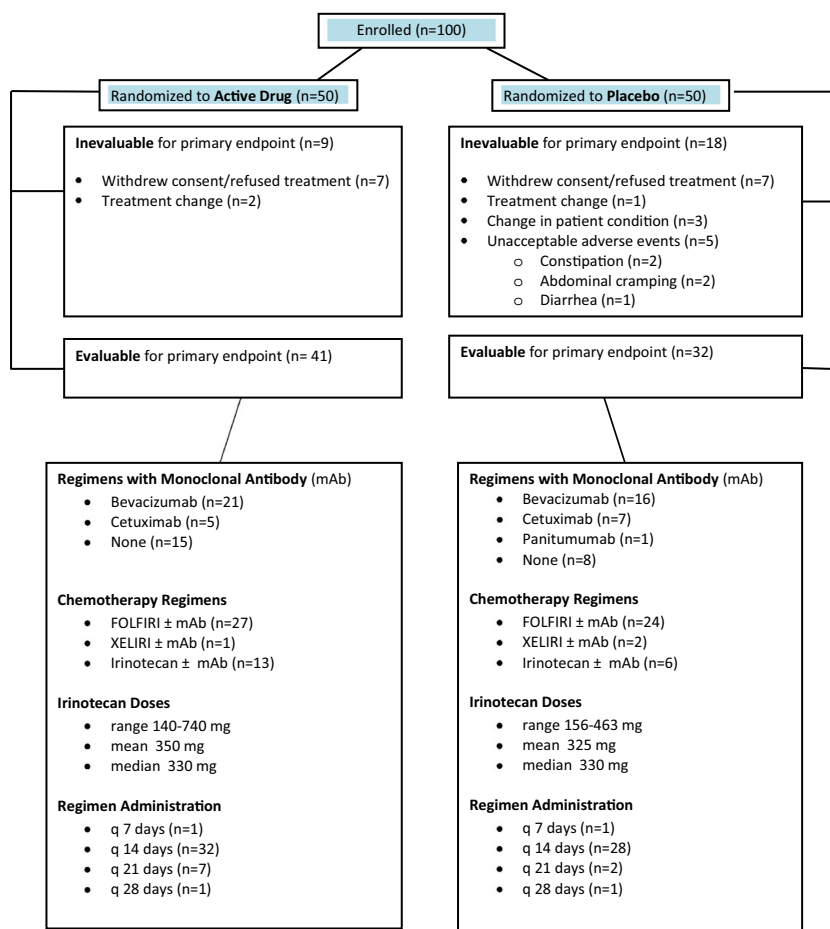 Enrolled (n=100)
Randomized to Active Drug (n=50)
Randomized to Placebo (n=50)
Inevaluable for primary endpoint (n=9)
• Withdrew consent/refused treatment (n=7)
• Treatment change (n=2)
Inevaluable for primary endpoint (n=18)
• Withdrew consent/refused treatment (n=7)
• Treatment change (n=1)
• Change in patient condition (n=3)
• Unacceptable adverse events (n=5)
o Constipation (n=2)
o Abdominal cramping (n=2)
o Diarrhea (n=1)
Evaluable for primary endpoint (n= 41)
Evaluable for primary endpoint (n=32)
Regimens with Monoclonal Antibody (mAb)
• Bevacizumab (n=21)
• Cetuximab (n=5)
• None (n=15)
Chemotherapy Regimens
• FOLFIRI ± mAb (n=27)
• XELIRI ± mAb (n=1)
• Irinotecan ± mAb (n=13)
Irinotecan Doses
• range 140-740 mg
• mean 350 mg
• median 330 mg
Regimen Administration
• q 7 days (n=1)
• q 14 days (n=32)
• q 21 days (n=7)
• q 28 days (n=1)
Regimens with Monoclonal Antibody (mAb)
• Bevacizumab (n=16)
• Cetuximab (n=7)
• Panitumumab (n=1)
• None (n=8)
Chemotherapy Regimens
• FOLFIRI ± mAb (n=24)
• XELIRI ± mAb (n=2)
• Irinotecan ± mAb (n=6)
Irinotecan Doses
• range 156-463 mg
• mean 325 mg
• median 330 mg
Regimen Administration
• q 7 days (n=1)
• q 14 days (n=28)
• q 21 days (n=2)
• q 28 days (n=1)